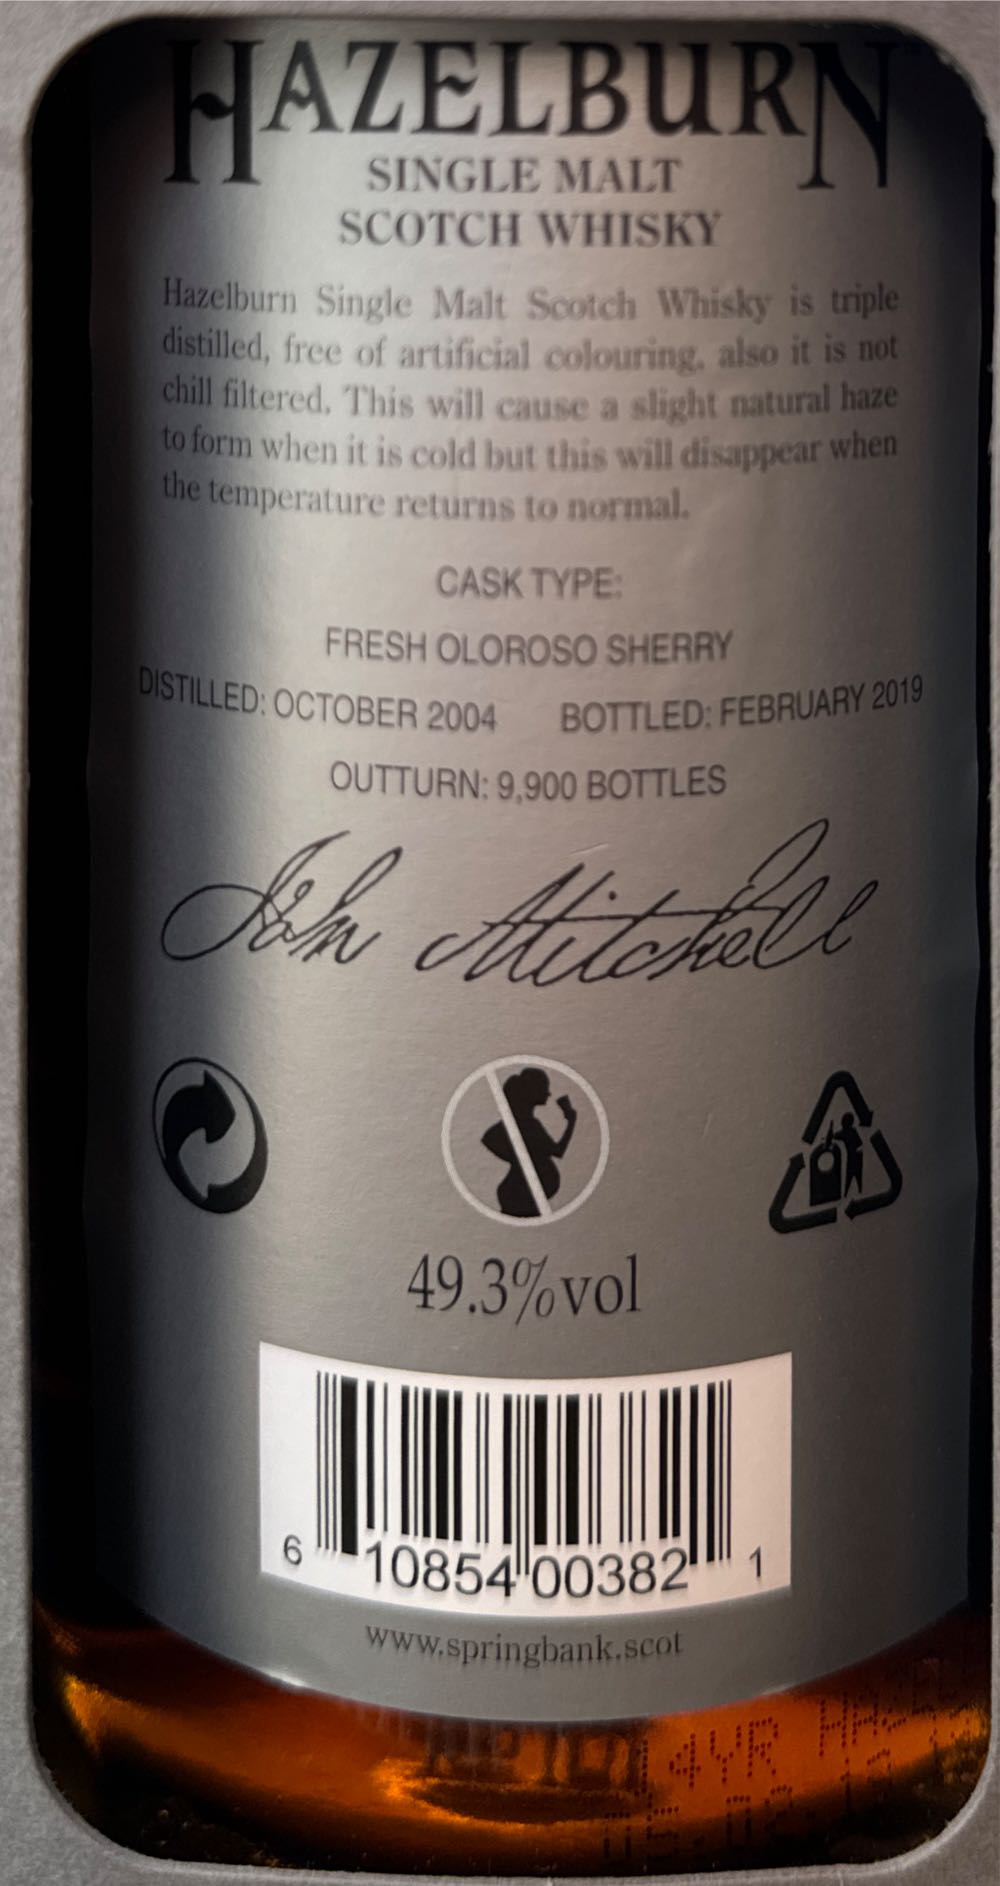 HAZELBURN
SINGLE MALT
SCOTCH WHISKY
Hazelburn Single Malt Scotch Whisky is triple
distilled, free of artificial colouring, also it is not
chill filtered. This will cause a slight natural haze
to form when it is cold but this will disappear when
the temperature returns to normal.
CASK TYPE:
FRESH OLOROSO SHERRY
DISTILLED: OCTOBER 2004 BOTTLED: FEBRUARY 2019
OUTTURN: 9,900 BOTTLES
John Mitchell
49.3%vol
6 10854 00382 1
www.springbank.scot
14YR